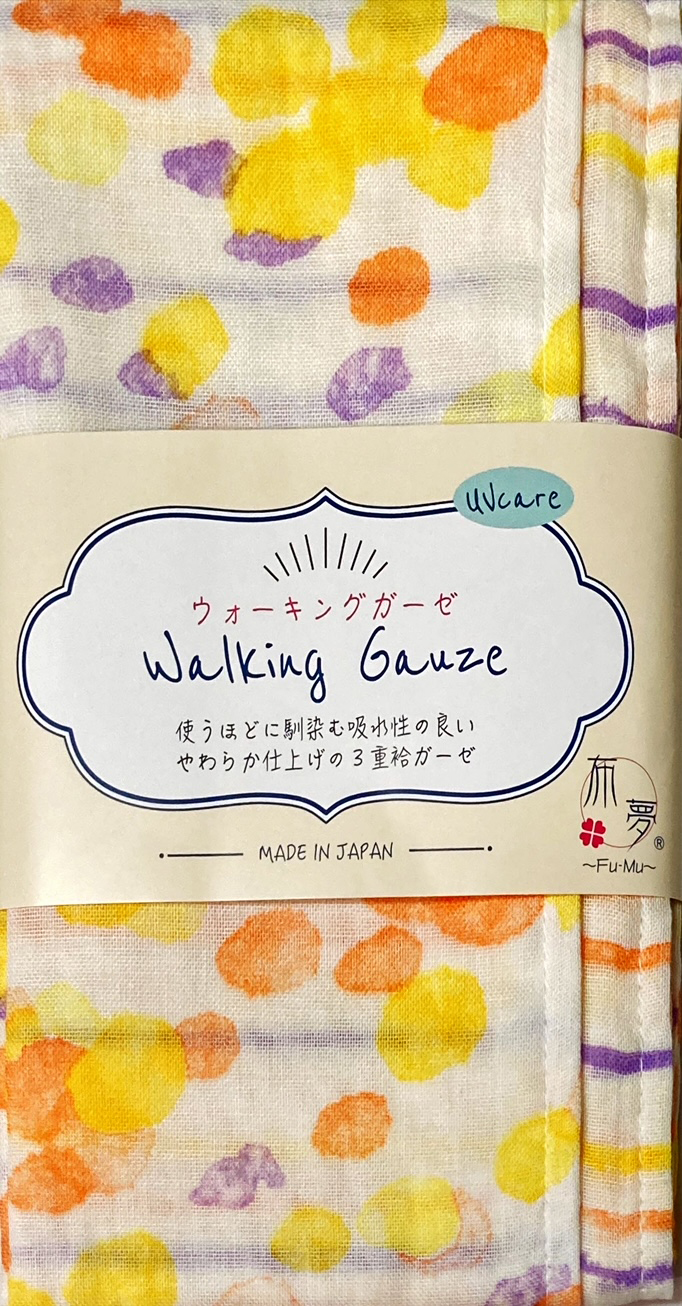 UVcare
ウォーキングガーゼ
Walking Gauze
使うほどに馴染む吸水性の良い
やわらか仕上げの3重袷ガーゼ
MADE IN JAPAN
布夢®
~Fu-Mu~